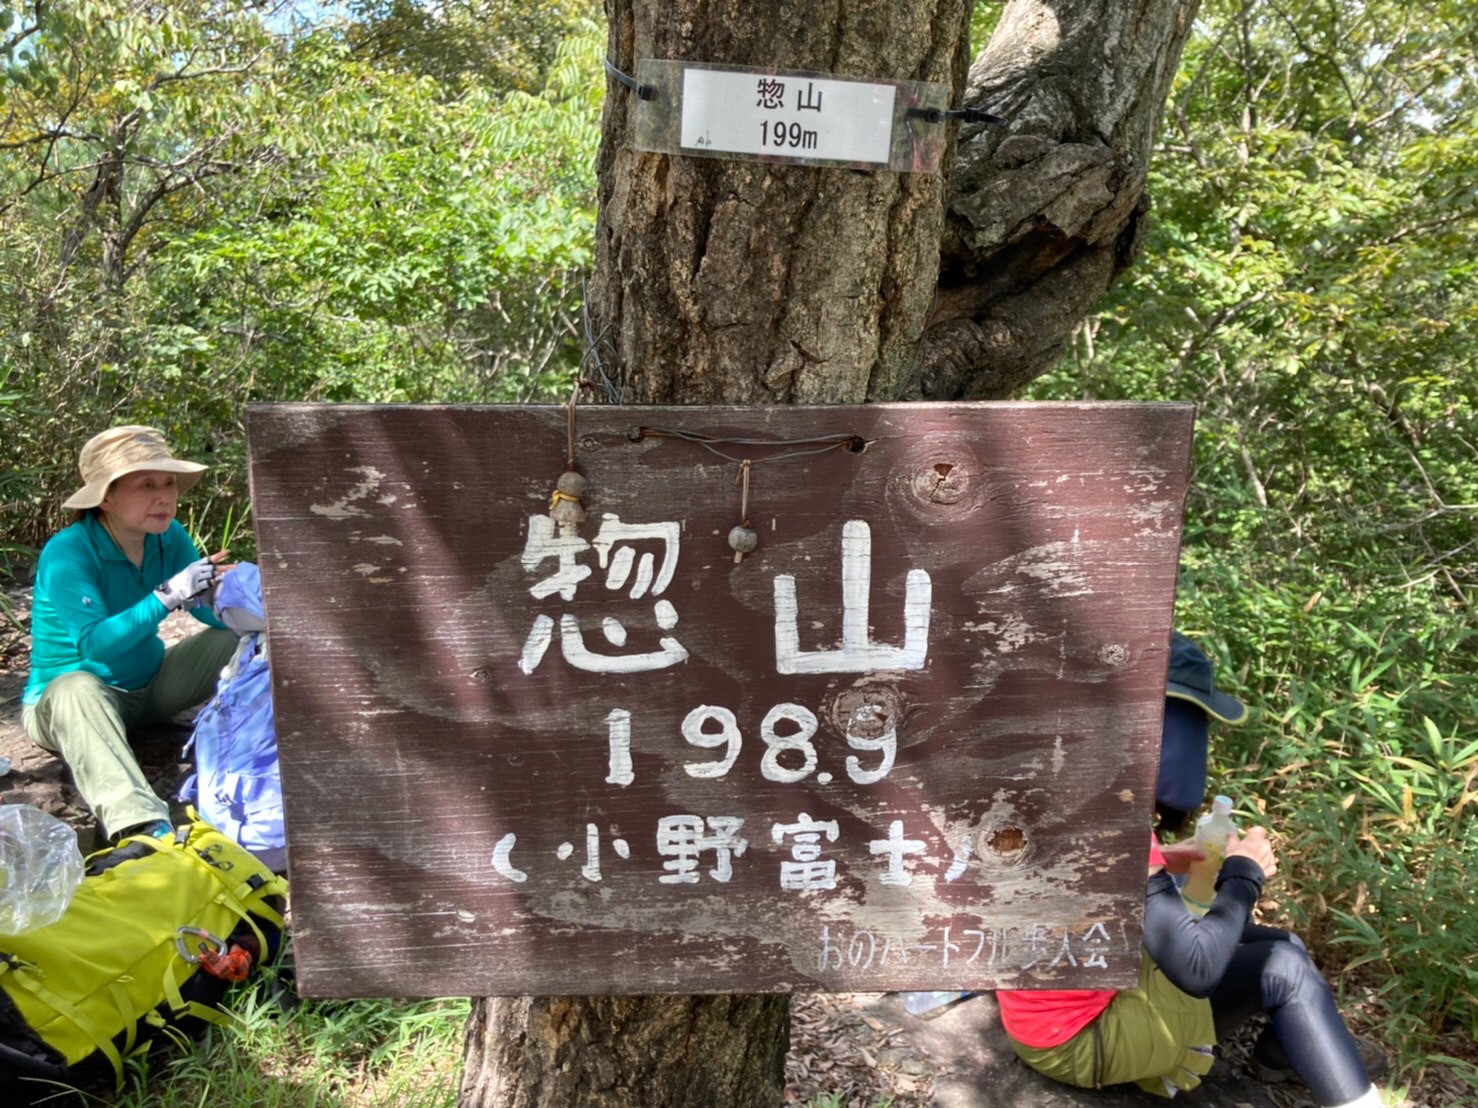 惣山
199m
惣山
198.9
(小野富士)
おのハートフル歩人会